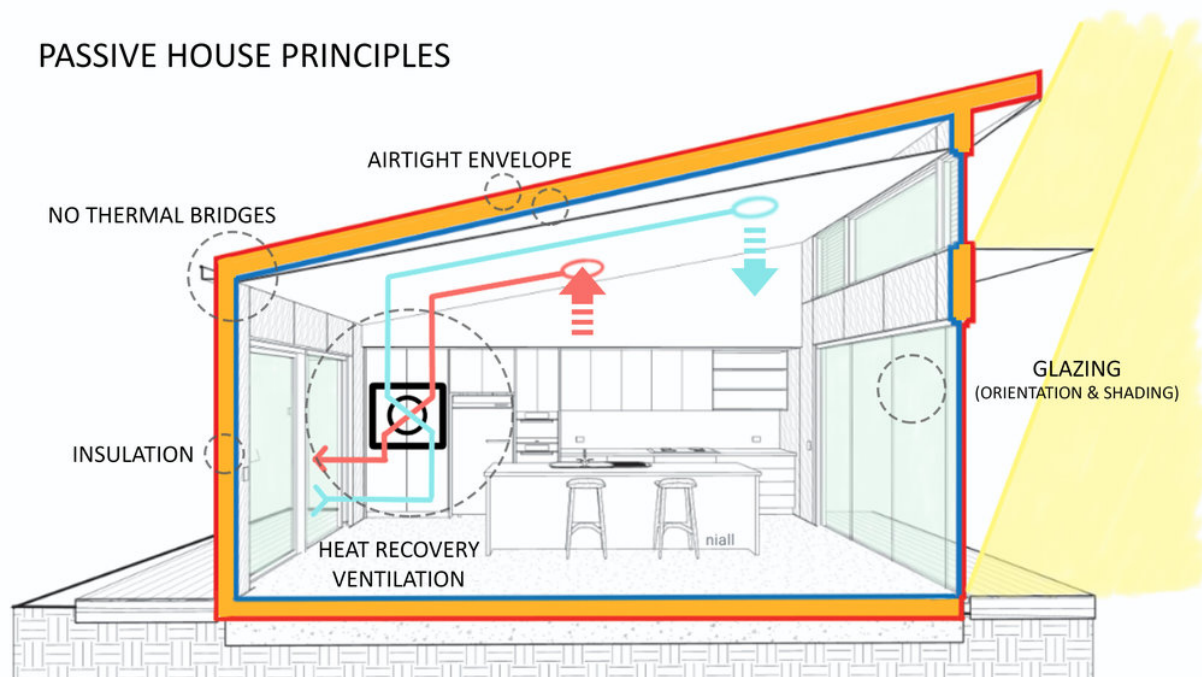 PASSIVE HOUSE PRINCIPLES
AIRTIGHT ENVELOPE
NO THERMAL BRIDGES
GLAZING
(ORIENTATION & SHADING)
INSULATION
niall
HEAT RECOVERY
VENTILATION